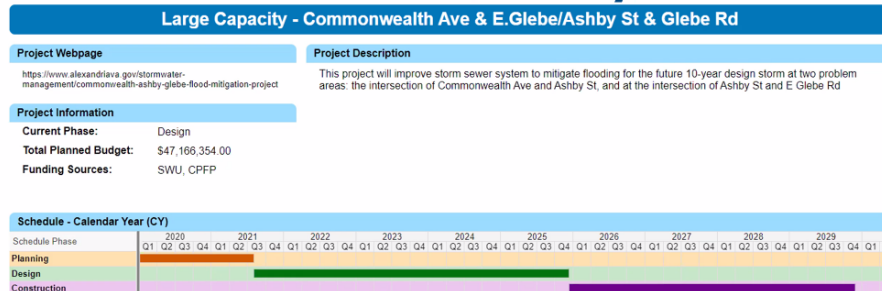 Large Capacity - Commonwealth Ave & E.Glebe/Ashby St & Glebe Rd
Project Webpage
https://www.alexandriava.gov/stormwater-
management/commonwealth-ashby-glebe-flood-mitigation-project
Project Description
This project will improve storm sewer system to mitigate flooding for the future 10-year design storm at two problem
areas: the intersection of Commonwealth Ave and Ashby St, and at the intersection of Ashby St and E Glebe Rd
Project Information
Current Phase: Design
Total Planned Budget: $47,166,354.00
Funding Sources: SWU, CPFP
Schedule - Calendar Year (CY)
Schedule Phase
2020 2021 2022 2023 2024 2025 2026 2027 2028 2029
Q1 Q2 Q3 Q4 Q1 Q2 Q3 Q4 Q1 Q2 Q3 Q4 Q1 Q2 Q3 Q4 Q1 Q2 Q3 Q4 Q1 Q2 Q3 Q4 Q1 Q2 Q3 Q4 Q1 Q2 Q3 Q4 Q1 Q2 Q3 Q4 Q1 Q2 Q3 Q4 Q1
Planning
Design
Construction